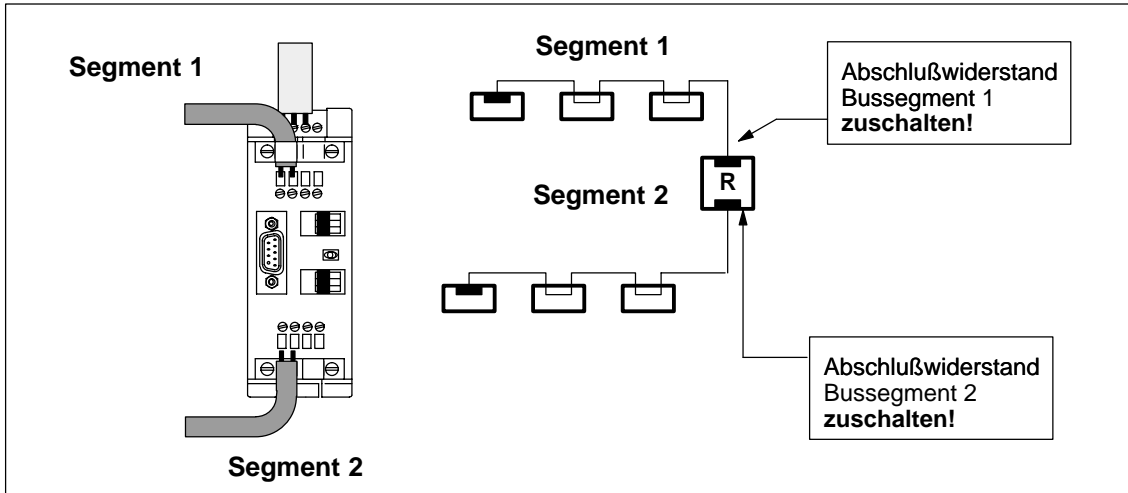 Segment 1
Segment 1
Abschlußwiderstand
Bussegment 1
zuschalten!
R
Segment 2
Abschlußwiderstand
Bussegment 2
zuschalten!
Segment 2